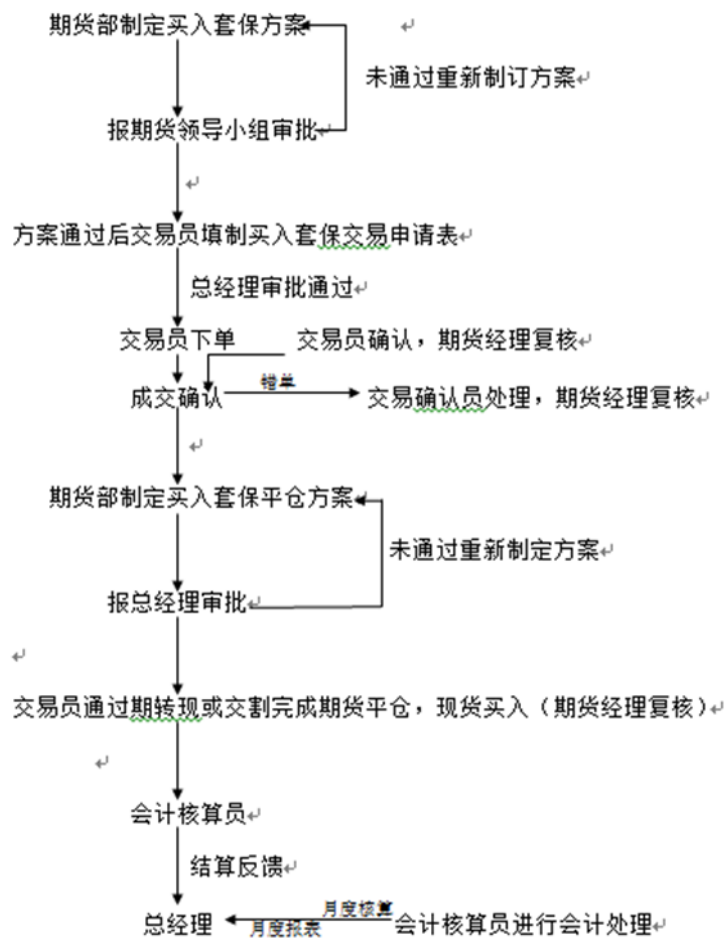 期货部制定买入套保方案
未通过重新制订方案
报期货领导小组审批
方案通过后交易员填制买入套保交易申请表
总经理审批通过
交易员下单
交易员确认，期货经理复核
成交确认
错单
交易确认员处理，期货经理复核
期货部制定买入套保平仓方案
未通过重新制定方案
报总经理审批
交易员通过期转现或交割完成期货平仓，现货买入（期货经理复核）
会计核算员
结算反馈
总经理
月度核算
月度报表
会计核算员进行会计处理